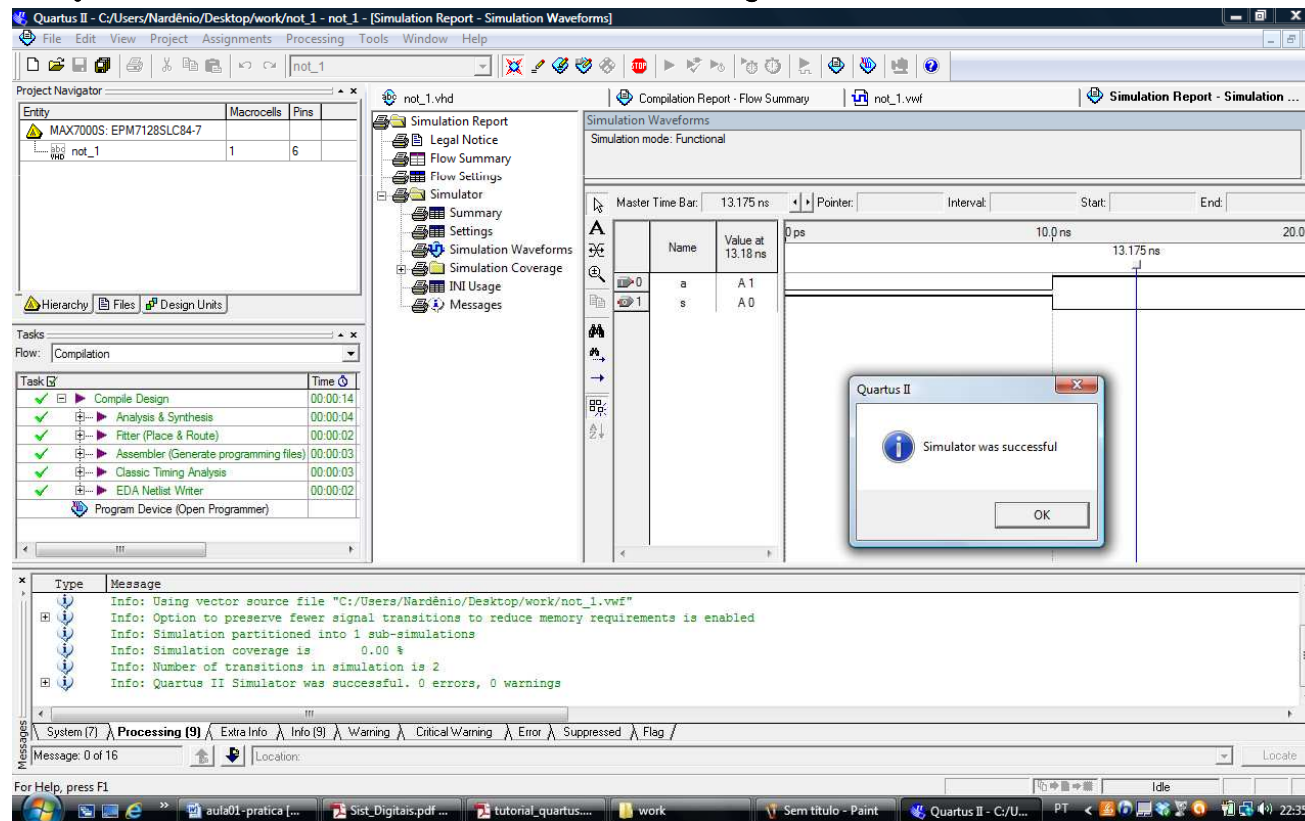 Quartus II - C:/Users/Nardênio/Desktop/work/not_1 - not_1 - [Simulation Report - Simulation Waveforms]
File Edit View Project Assignments Processing Tools Window Help
not_1
Project Navigator
Entity Macrocells Pins
MAX7000S: EPM7128SLC84-7
not_1 1 6
Hierarchy Files Design Units
Tasks
Flow: Compilation
Task Time
Compile Design 00:00:14
Analysis & Synthesis 00:00:04
Fitter (Place & Route) 00:00:02
Assembler (Generate programming files) 00:00:03
Classic Timing Analysis 00:00:03
EDA Netlist Writer 00:00:02
Program Device (Open Programmer)
not_1.vhd Compilation Report - Flow Summary not_1.vwf Simulation Report - Simulation ...
Simulation Report
Legal Notice
Flow Summary
Flow Settings
Simulator
Summary
Settings
Simulation Waveforms
Simulation Coverage
INI Usage
Messages
Simulation Waveforms
Simulation mode: Functional
Master Time Bar: 13.175 ns Pointer: Interval: Start: End:
Name Value at
13.18 ns
0 ps 10.0 ns 20.0
13.175 ns
0 a A 1
1 s A 0
Quartus II
Simulator was successful
OK
Type Message
Info: Using vector source file "C:/Users/Nardênio/Desktop/work/not_1.vwf"
Info: Option to preserve fewer signal transitions to reduce memory requirements is enabled
Info: Simulation partitioned into 1 sub-simulations
Info: Simulation coverage is 0.00 %
Info: Number of transitions in simulation is 2
Info: Quartus II Simulator was successful. 0 errors, 0 warnings
System (7) Processing (9) Extra Info Info (9) Warning Critical Warning Error Suppressed Flag
Messages
Message: 0 of 16 Location: Locate
For Help, press F1 Idle
aula01-pratica [... Sist_Digitais.pdf ... tutorial_quartus.... work Sem título - Paint Quartus II - C:/U... PT 22:35